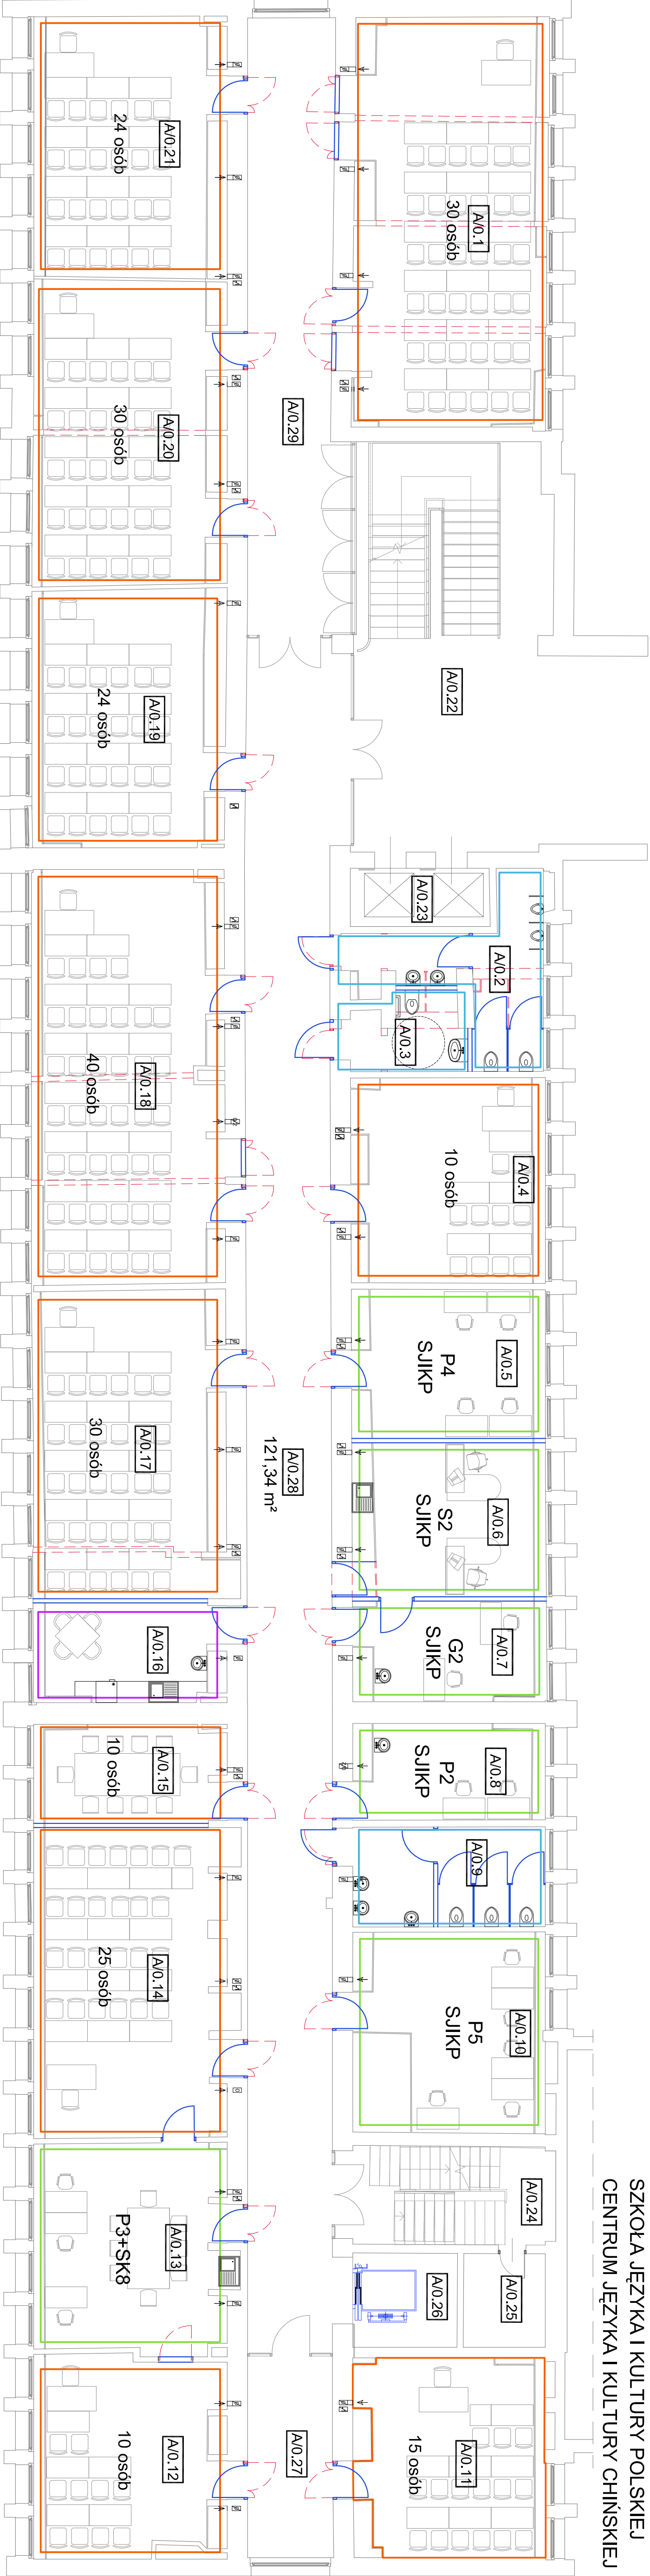 SZKOŁA JĘZYKA I KULTURY POLSKIEJ
CENTRUM JĘZYKA I KULTURY CHIŃSKIEJ
A/0.1
30 osób
A/0.22
A/0.23
A/0.2
A/0.3
A/0.4
10 osób
A/0.5
P4
SJIKP
A/0.6
S2
SJIKP
A/0.7
G2
SJIKP
A/0.8
P2
SJIKP
A/0.9
A/0.10
P5
SJIKP
A/0.24
A/0.25
A/0.26
A/0.11
15 osób
A/0.29
A/0.28
121,34 m²
A/0.27
A/0.21
24 osób
A/0.20
30 osób
A/0.19
24 osób
A/0.18
40 osób
A/0.17
30 osób
A/0.16
A/0.15
10 osób
A/0.14
25 osób
A/0.13
P3+SK8
A/0.12
10 osób